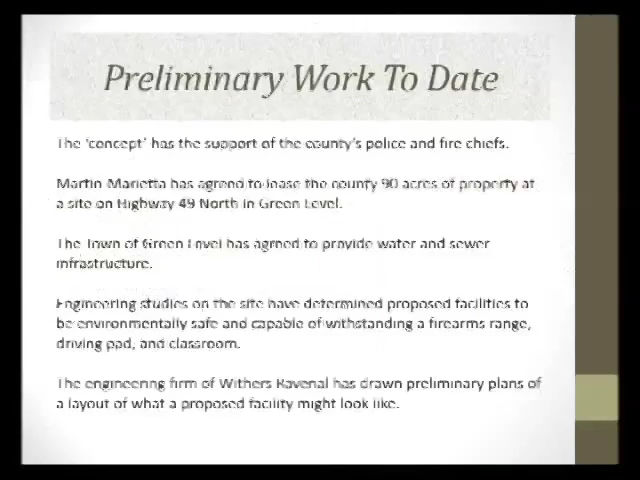 Preliminary Work To Date
The 'concept' has the support of the county's police and fire chiefs.
Martin Marietta has agreed to lease the county 90 acres of property at
a site on Highway 49 North in Green Level.
The Town of Green Level has agreed to provide water and sewer
infrastructure.
Engineering studies on the site have determined proposed facilities to
be environmentally safe and capable of withstanding a firearms range,
driving pad, and classroom.
The engineering firm of Withers Ravenal has drawn preliminary plans of
a layout of what a proposed facility might look like.